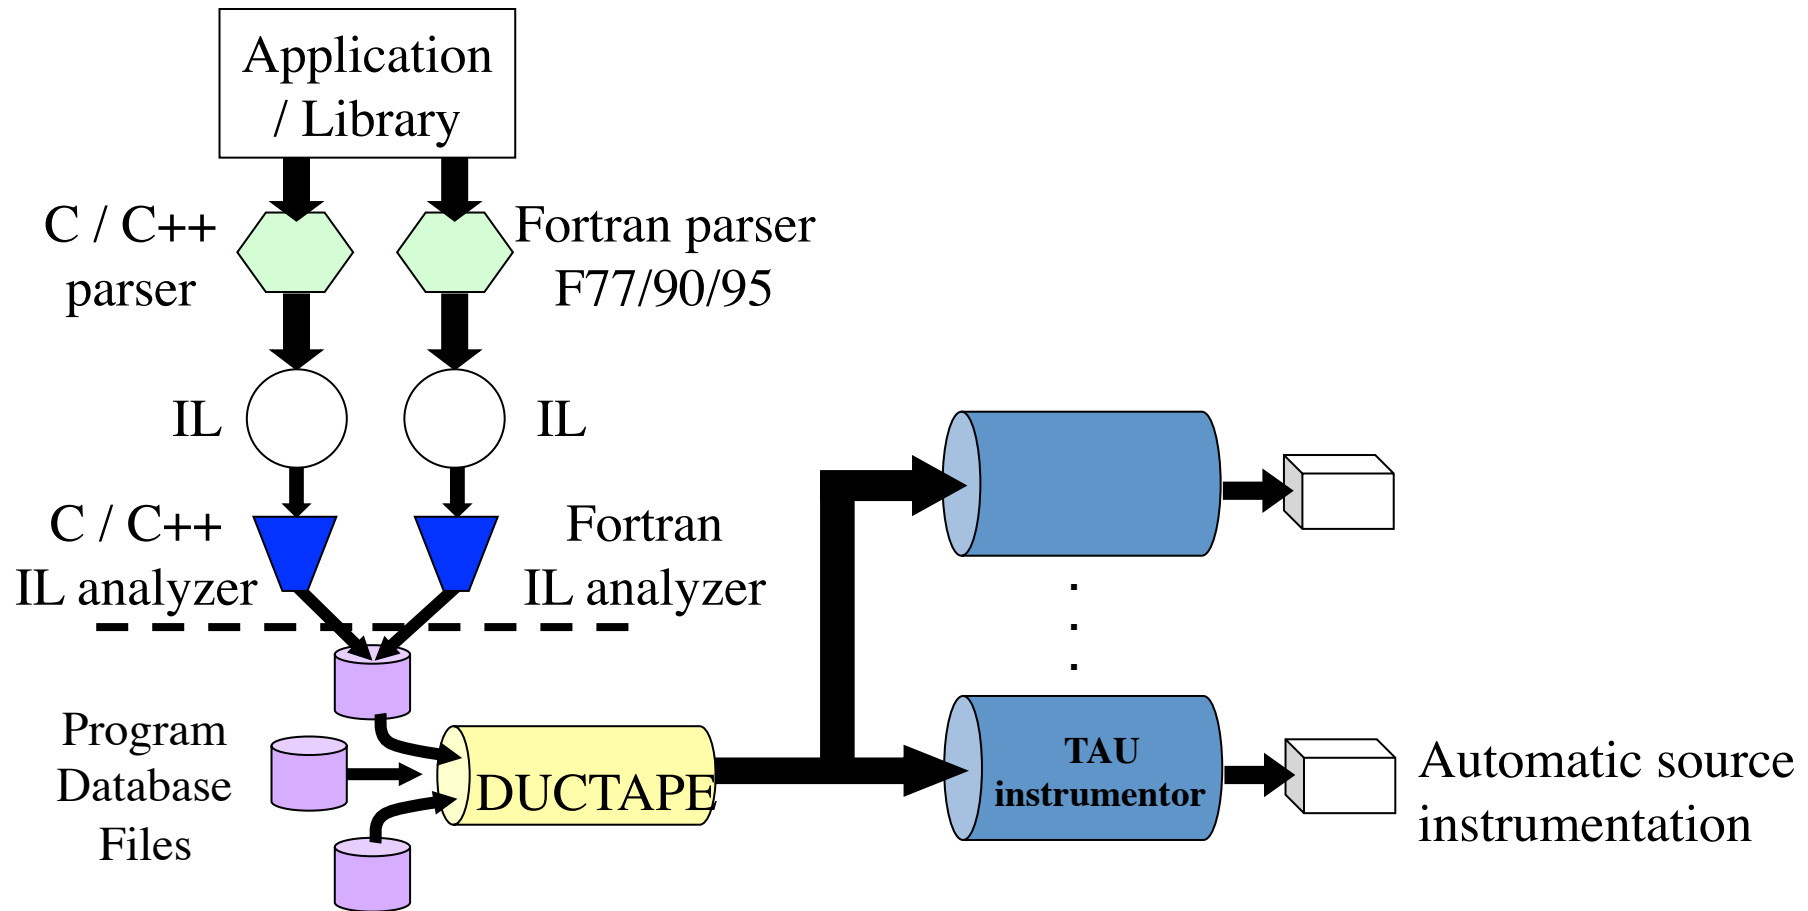 Application
/ Library
C / C++
parser
Fortran parser
F77/90/95
IL
IL
C / C++
IL analyzer
Fortran
IL analyzer
Program
Database
Files
DUCTAPE
TAU
instrumentor
Automatic source
instrumentation